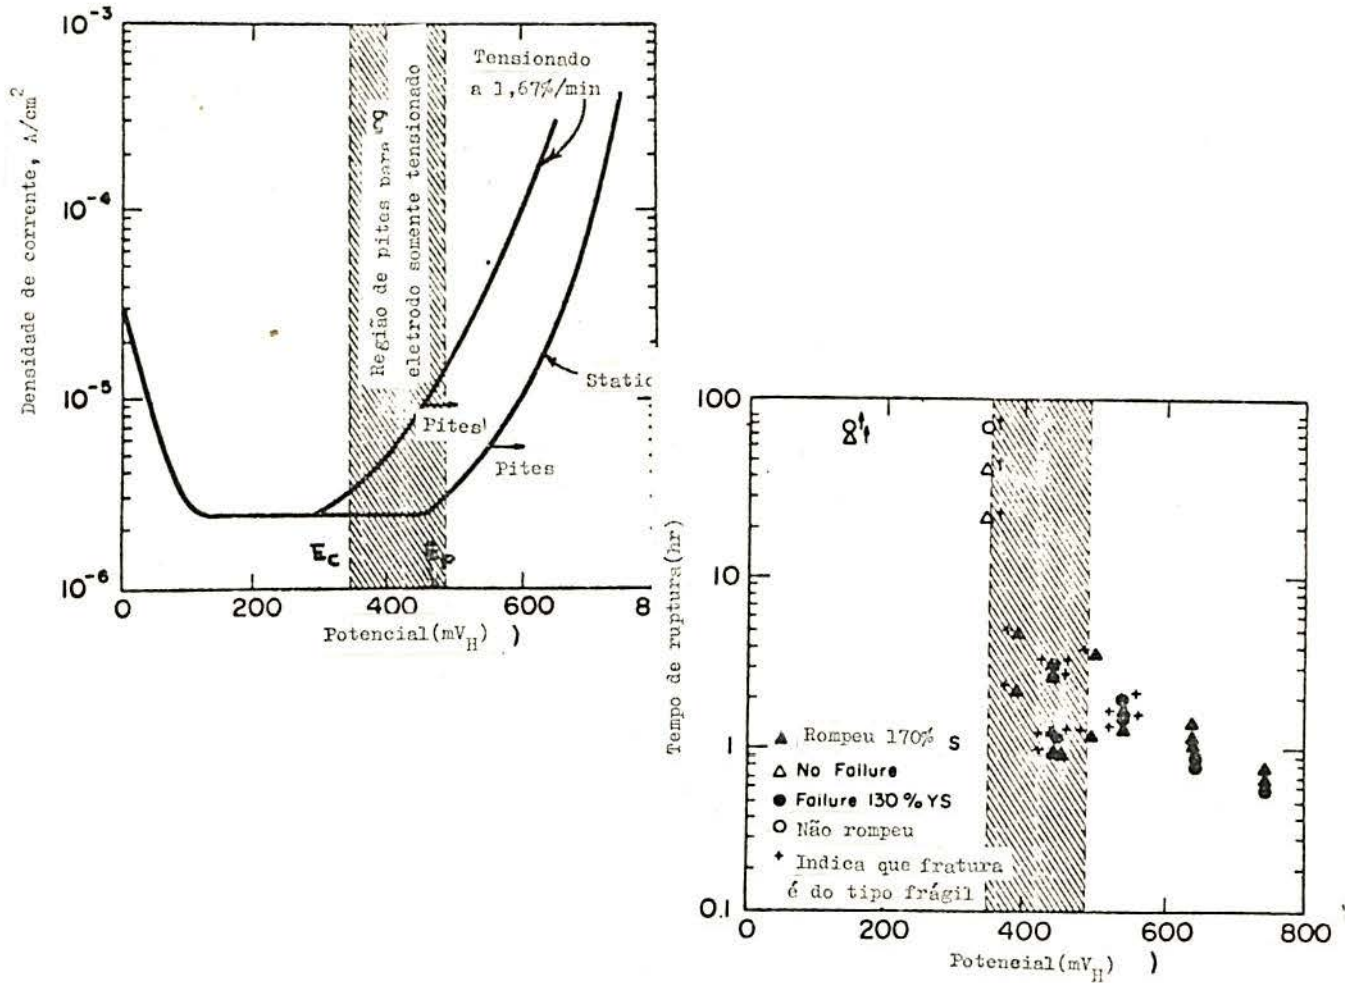 10-3
Tensionado
a 1,67%/min
Densidade de corrente, A/cm2
Região de pites para
eletrodo somente tensionado
10-4
10-5
Static
Pites
Pites
Ec
Ep
10-6
0
200
400
600
8
Potencial(mVH) )
100
10
1
0.1
Tempo de ruptura(hr)
▲ Rompeu 170% S
△ No Failure
● Failure 130% YS
○ Não rompeu
+ Indica que fratura
é do tipo frágil
0
200
400
600
800
Potencial(mVH) )